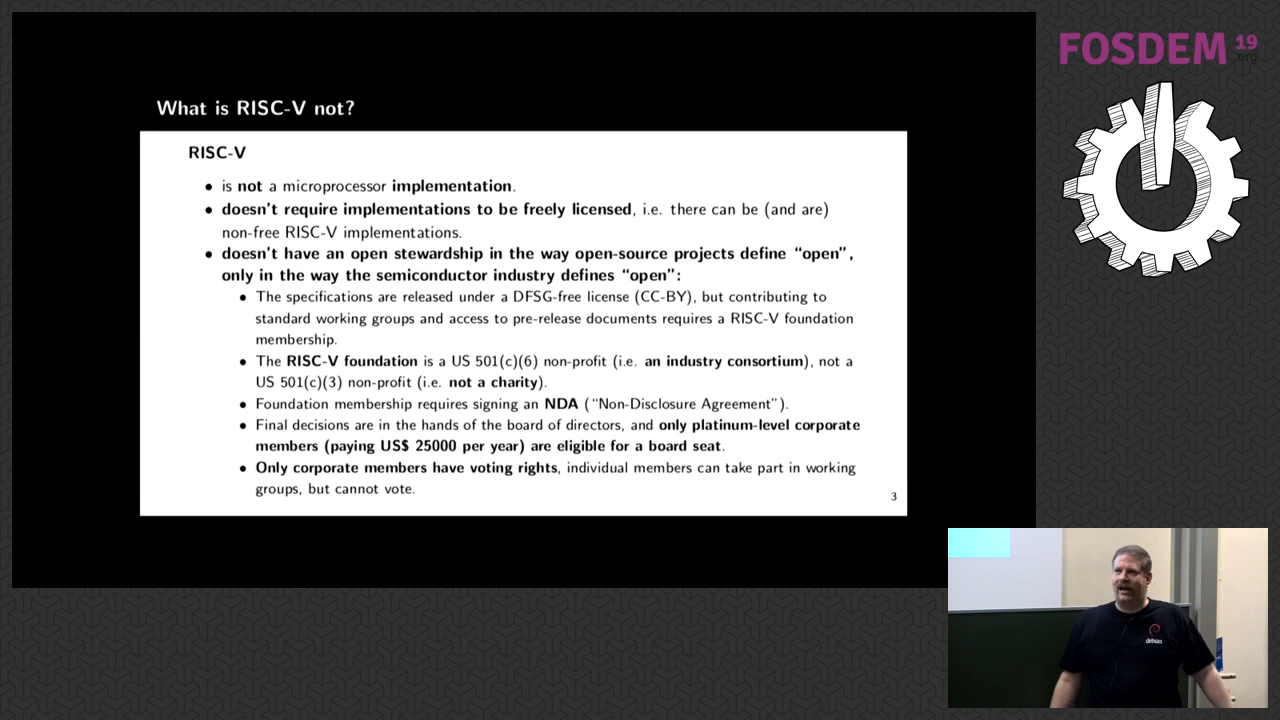 FOSDEM 19
.org
What is RISC-V not?
RISC-V
• is not a microprocessor implementation.
• doesn't require implementations to be freely licensed, i.e. there can be (and are)
non-free RISC-V implementations.
• doesn't have an open stewardship in the way open-source projects define “open”,
only in the way the semiconductor industry defines “open”:
• The specifications are released under a DFSG-free license (CC-BY), but contributing to
standard working groups and access to pre-release documents requires a RISC-V foundation
membership.
• The RISC-V foundation is a US 501(c)(6) non-profit (i.e. an industry consortium), not a
US 501(c)(3) non-profit (i.e. not a charity).
• Foundation membership requires signing an NDA (“Non-Disclosure Agreement”).
• Final decisions are in the hands of the board of directors, and only platinum-level corporate
members (paying US$ 25000 per year) are eligible for a board seat.
• Only corporate members have voting rights, individual members can take part in working
groups, but cannot vote.
3
debian